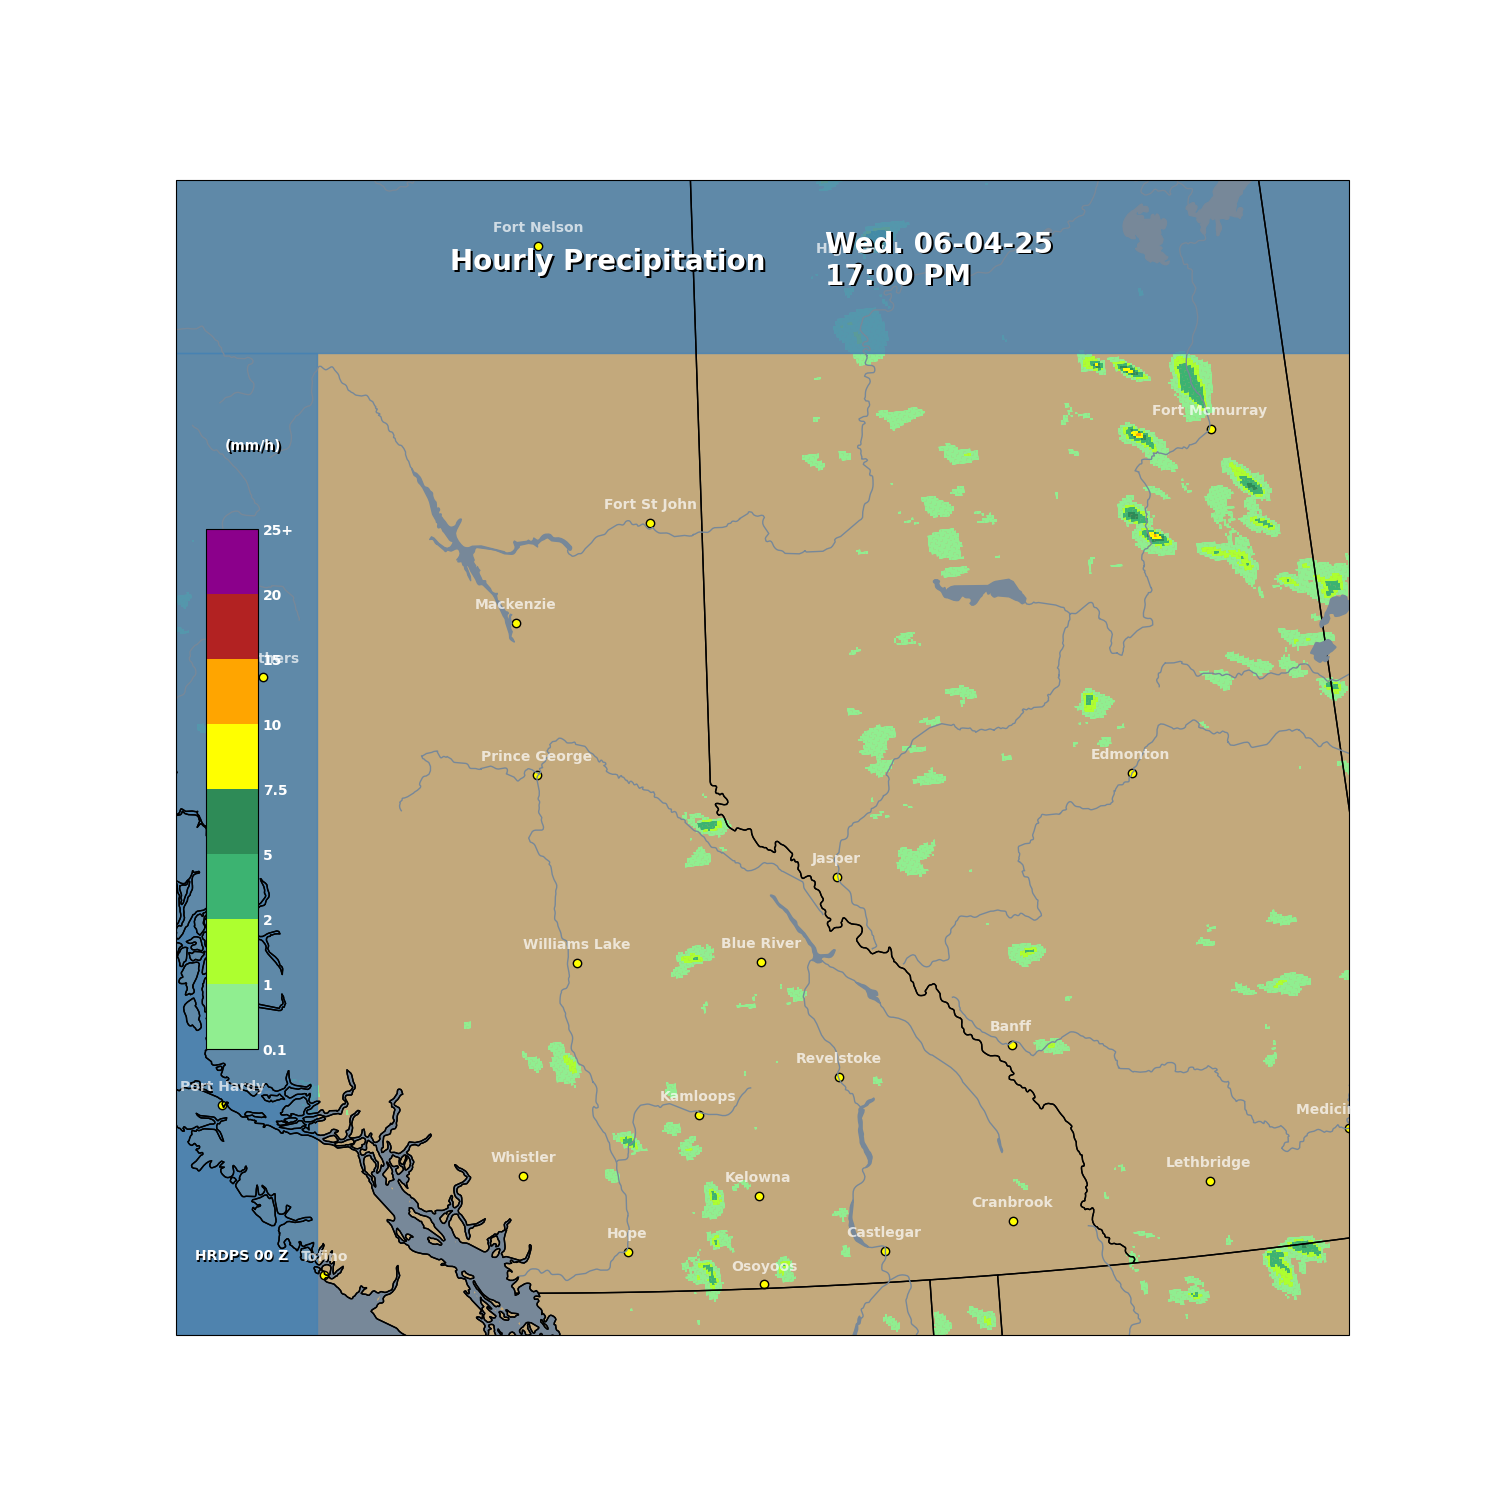 Fort Nelson
Hourly Precipitation
Wed. 06-04-25
17:00 PM
Fort Mcmurray
(mm/h)
Fort St John
25+
20
Mackenzie
15
10
Prince George
Edmonton
7.5
5
Jasper
2
Williams Lake
Blue River
1
Banff
0.1
Revelstoke
Port Hardy
Kamloops
Whistler
Lethbridge
Kelowna
Cranbrook
Hope
Castlegar
HRDPS 00 Z
Tofino
Osoyoos